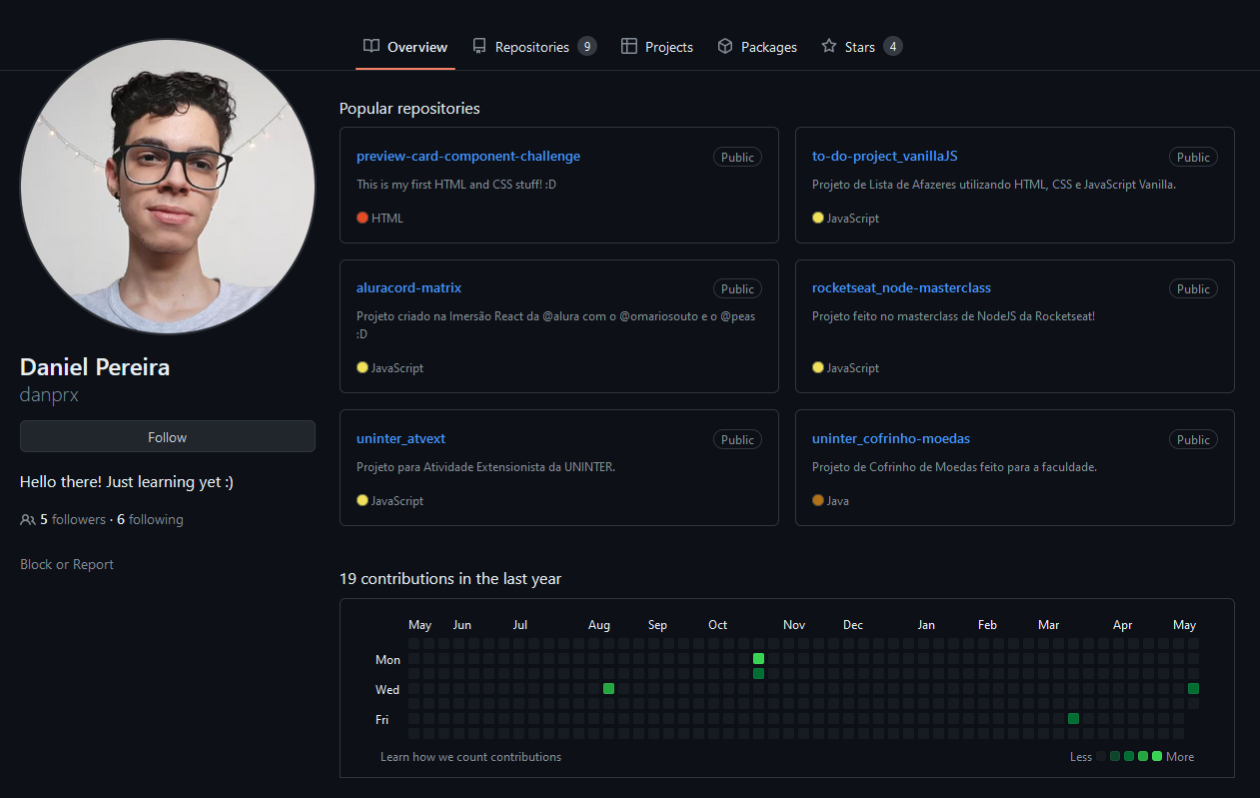 Overview Repositories 9 Projects Packages Stars 4
Daniel Pereira
danprx
Follow
Hello there! Just learning yet :)
5 followers · 6 following
Block or Report
Popular repositories
preview-card-component-challenge Public
This is my first HTML and CSS stuff! :D
HTML
to-do-project_vanillaJS Public
Projeto de Lista de Afazeres utilizando HTML, CSS e JavaScript Vanilla.
JavaScript
aluracord-matrix Public
Projeto criado na Imersão React da @alura com o @omariosouto e o @peas
:D
JavaScript
rocketseat_node-masterclass Public
Projeto feito no masterclass de NodeJS da Rocketseat!
JavaScript
uninter_atvext Public
Projeto para Atividade Extensionista da UNINTER.
JavaScript
uninter_cofrinho-moedas Public
Projeto de Cofrinho de Moedas feito para a faculdade.
Java
19 contributions in the last year
May Jun Jul Aug Sep Oct Nov Dec Jan Feb Mar Apr May
Mon
Wed
Fri
Learn how we count contributions
Less More